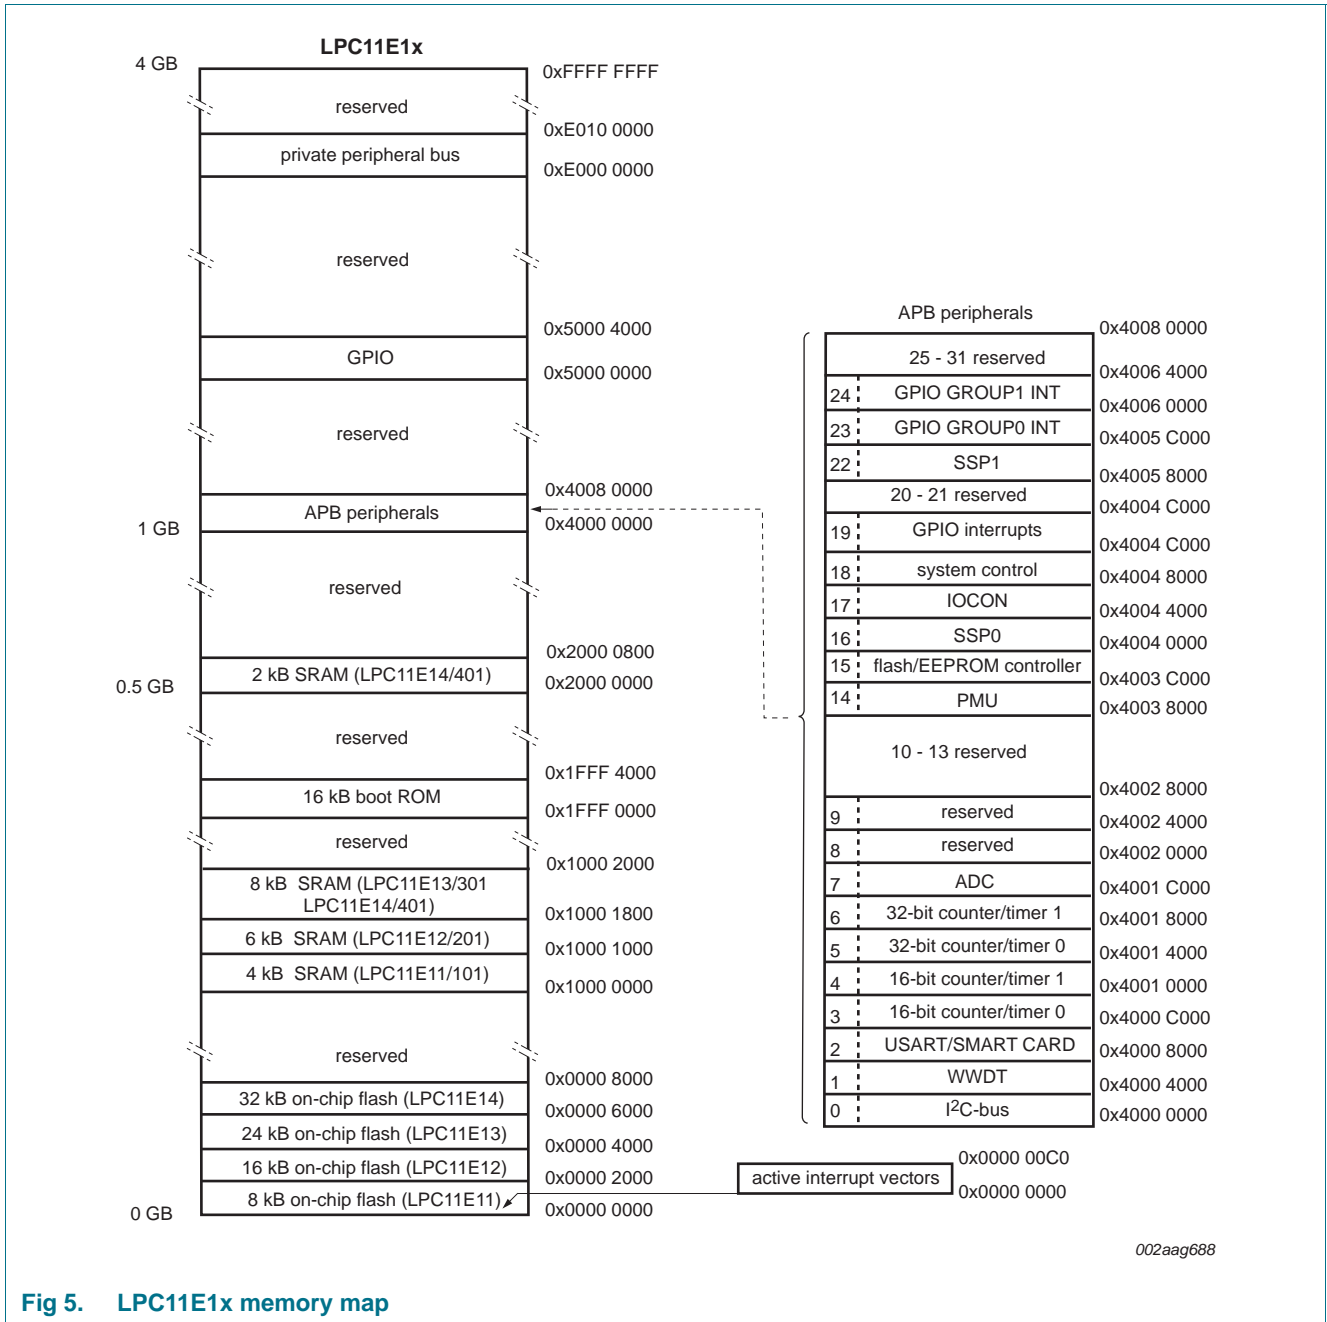 LPC11E1x
4 GB
0xFFFF FFFF
reserved
0xE010 0000
private peripheral bus
0xE000 0000
reserved
0x5000 4000
GPIO
0x5000 0000
reserved
0x4008 0000
APB peripherals
1 GB
0x4000 0000
reserved
0x2000 0800
2 kB SRAM (LPC11E14/401)
0.5 GB
0x2000 0000
reserved
0x1FFF 4000
16 kB boot ROM
0x1FFF 0000
reserved
0x1000 2000
8 kB SRAM (LPC11E13/301
LPC11E14/401)
0x1000 1800
6 kB SRAM (LPC11E12/201)
0x1000 1000
4 kB SRAM (LPC11E11/101)
0x1000 0000
reserved
0x0000 8000
32 kB on-chip flash (LPC11E14)
0x0000 6000
24 kB on-chip flash (LPC11E13)
0x0000 4000
16 kB on-chip flash (LPC11E12)
0x0000 2000
8 kB on-chip flash (LPC11E11)
0 GB
0x0000 0000
APB peripherals
0x4008 0000
25 - 31 reserved
0x4006 4000
24 GPIO GROUP1 INT
0x4006 0000
23 GPIO GROUP0 INT
0x4005 C000
22 SSP1
0x4005 8000
20 - 21 reserved
0x4004 C000
19 GPIO interrupts
0x4004 C000
18 system control
0x4004 8000
17 IOCON
0x4004 4000
16 SSP0
0x4004 0000
15 flash/EEPROM controller
0x4003 C000
14 PMU
0x4003 8000
10 - 13 reserved
0x4002 8000
9 reserved
0x4002 4000
8 reserved
0x4002 0000
7 ADC
0x4001 C000
6 32-bit counter/timer 1
0x4001 8000
5 32-bit counter/timer 0
0x4001 4000
4 16-bit counter/timer 1
0x4001 0000
3 16-bit counter/timer 0
0x4000 C000
2 USART/SMART CARD
0x4000 8000
1 WWDT
0x4000 4000
0 I2C-bus
0x4000 0000
0x0000 00C0
active interrupt vectors
0x0000 0000
002aag688
Fig 5. LPC11E1x memory map